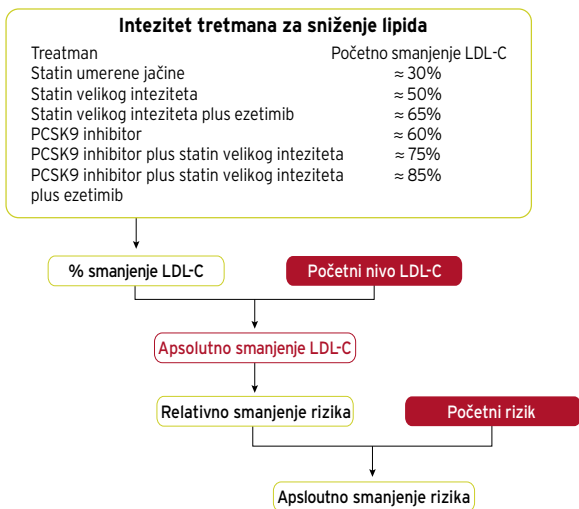 Intezitet tretmana za sniženje lipida
Treatman Početno smanjenje LDL-C
Statin umerene jačine ≈ 30%
Statin velikog inteziteta ≈ 50%
Statin velikog inteziteta plus ezetimib ≈ 65%
PCSK9 inhibitor ≈ 60%
PCSK9 inhibitor plus statin velikog inteziteta ≈ 75%
PCSK9 inhibitor plus statin velikog inteziteta ≈ 85%
plus ezetimib
% smanjenje LDL-C Početni nivo LDL-C
Apsolutno smanjenje LDL-C
Relativno smanjenje rizika Početni rizik
Apsloutno smanjenje rizika